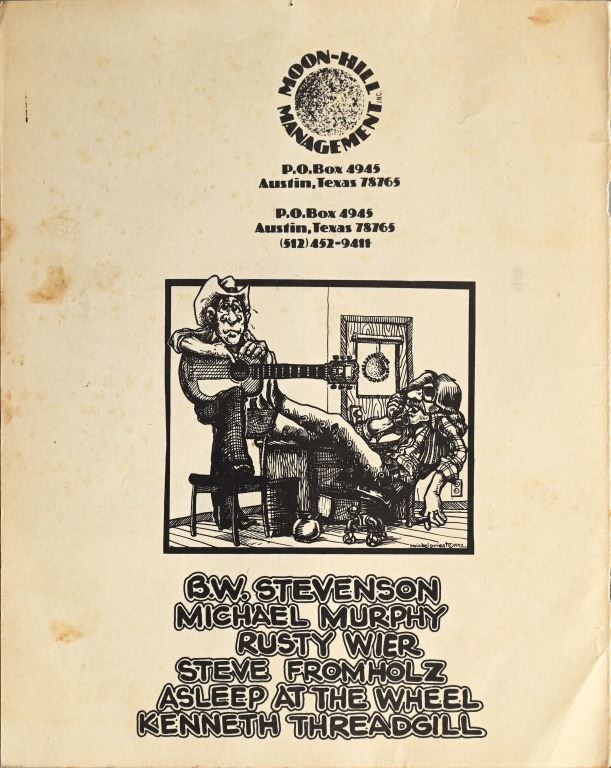 MOON-HILL
MANAGEMENT INC.
P.O.Box 4945
Austin, Texas 78765
P.O.Box 4945
Austin, Texas 78765
(512) 452-9411
B.W. STEVENSON
MICHAEL MURPHY
RUSTY WIER
STEVE FROMHOLZ
ASLEEP AT THE WHEEL
KENNETH THREADGILL